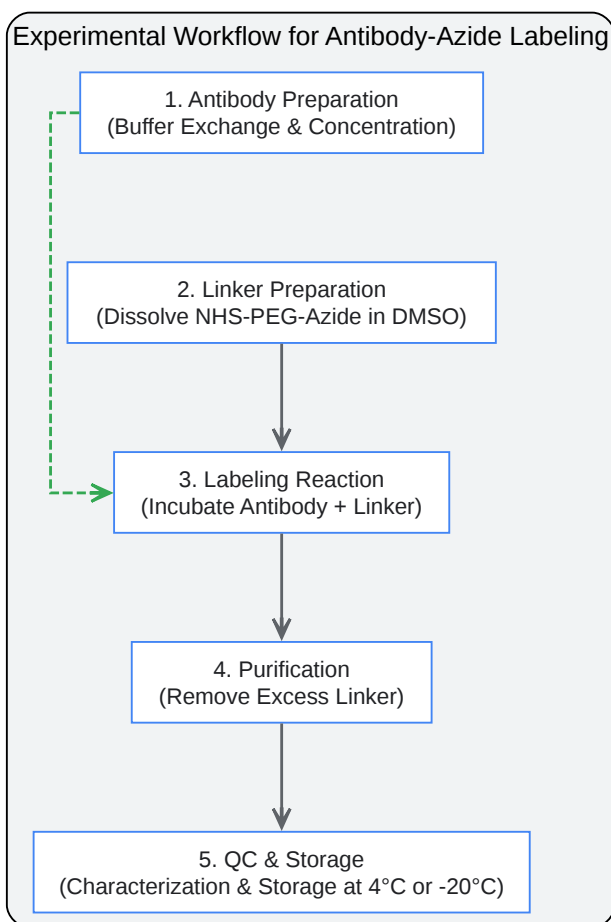 Experimental Workflow for Antibody-Azide Labeling
1. Antibody Preparation
(Buffer Exchange & Concentration)
2. Linker Preparation
(Dissolve NHS-PEG-Azide in DMSO)
3. Labeling Reaction
(Incubate Antibody + Linker)
4. Purification
(Remove Excess Linker)
5. QC & Storage
(Characterization & Storage at 4°C or -20°C)